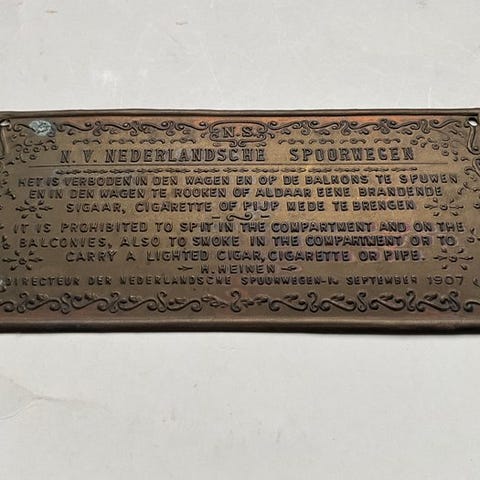 N.S.
N.V. NEDERLANDSCHE SPOORWEGEN
HET IS VERBODEN IN DEN WAGEN EN OP DE BALKONS TE SPUWEN
EN IN DEN WAGEN TE ROOKEN OF ALDAAR EENE BRANDENDE
SIGAAR, CIGARETTE OF PIJP MEDE TE BRENGEN
IT IS PROHIBITED TO SPIT IN THE COMPARTMENT AND ON THE
BALCONIES, ALSO TO SMOKE IN THE COMPARTMENT OR TO
CARRY A LIGHTED CIGAR, CIGARETTE OR PIPE.
H. HEINEN
DIRECTEUR DER NEDERLANDSCHE SPOORWEGEN - SEPTEMBER 1907